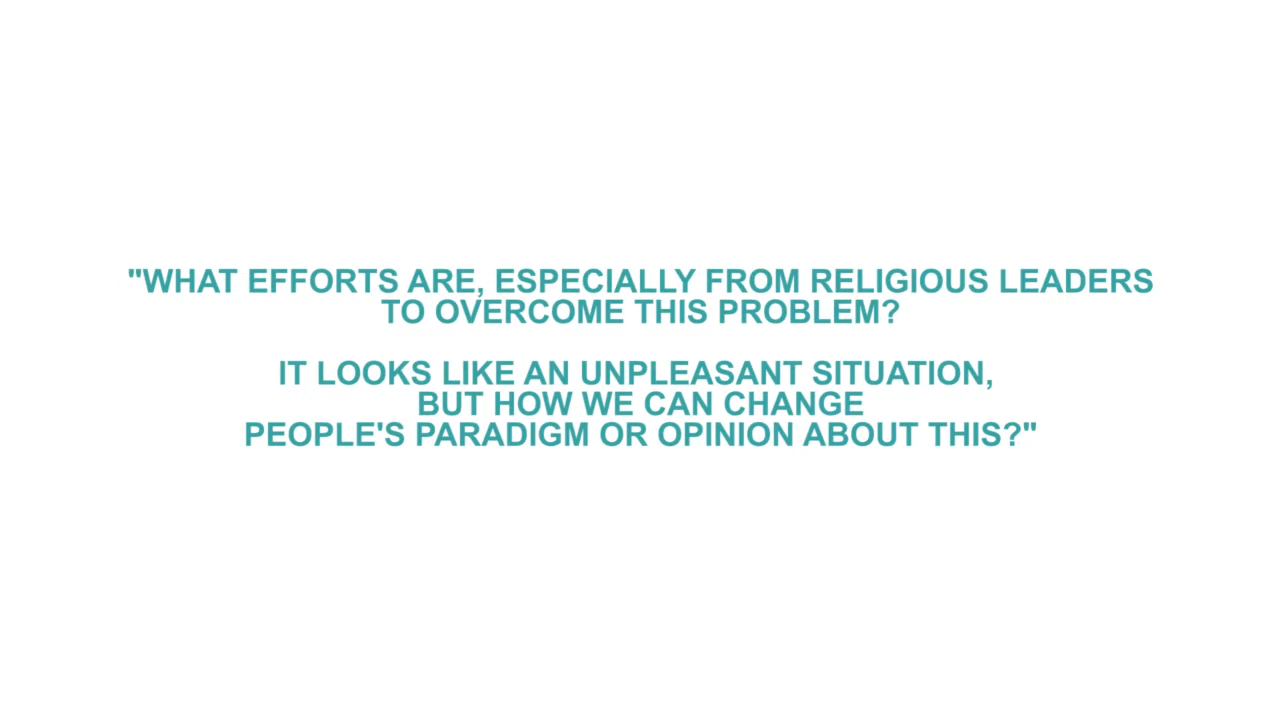 "WHAT EFFORTS ARE, ESPECIALLY FROM RELIGIOUS LEADERS
TO OVERCOME THIS PROBLEM?
IT LOOKS LIKE AN UNPLEASANT SITUATION,
BUT HOW WE CAN CHANGE
PEOPLE'S PARADIGM OR OPINION ABOUT THIS?"